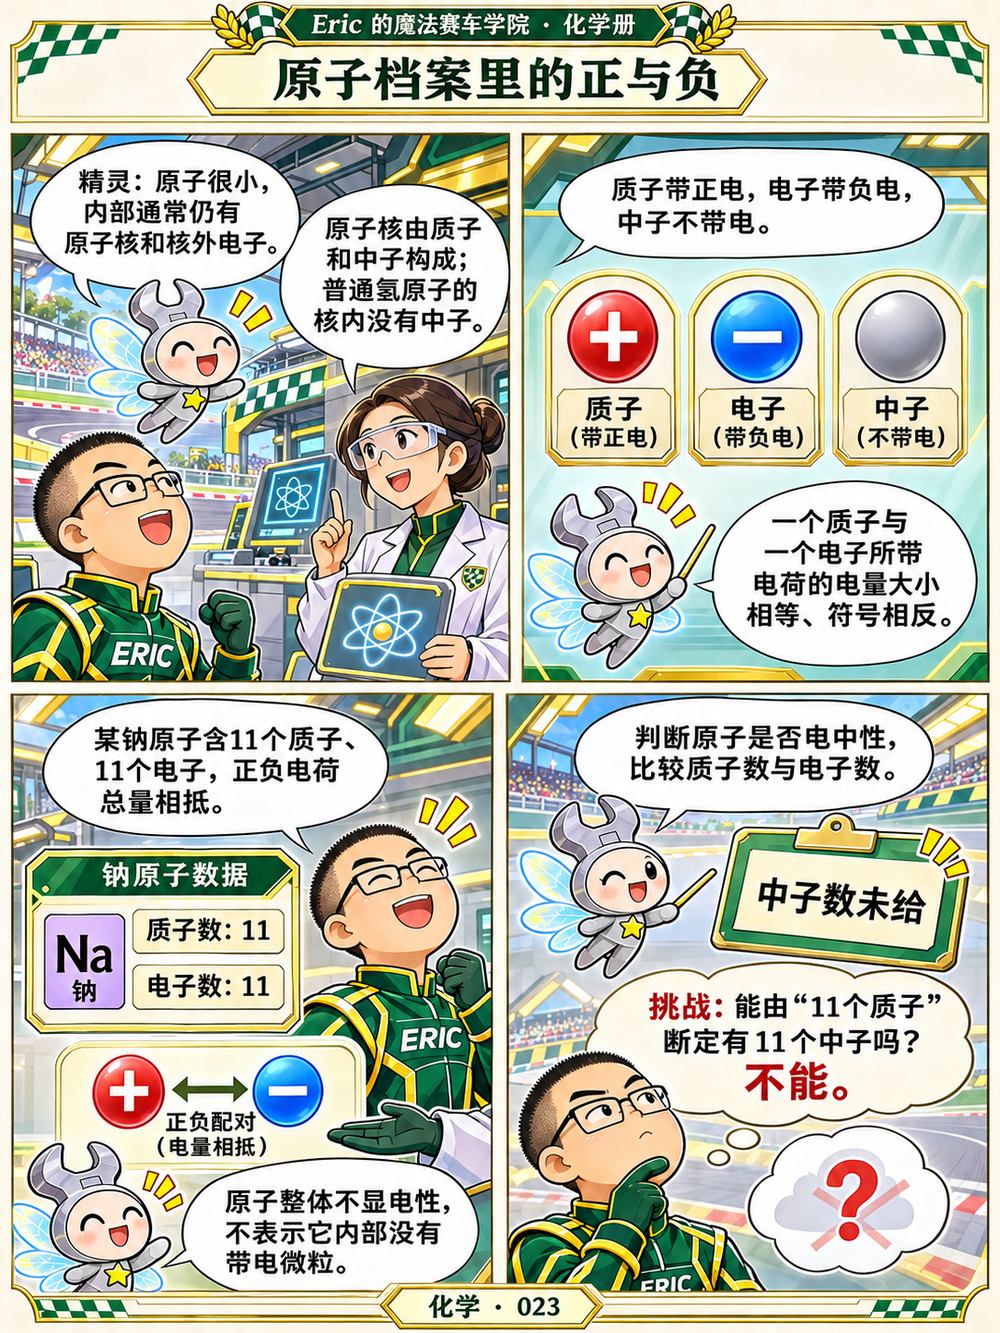 Eric 的魔法赛车学院 · 化学册
原子档案里的正与负
精灵：原子很小，
内部通常仍有
原子核和核外电子。
原子核由质子
和中子构成；
普通氢原子的
核内没有中子。
ERIC
质子带正电，电子带负电，
中子不带电。
+
−
质子
（带正电）
电子
（带负电）
中子
（不带电）
一个质子与
一个电子所带
电荷的电量大小
相等、符号相反。
某钠原子含11个质子、
11个电子，正负电荷
总量相抵。
钠原子数据
Na
钠
质子数：11
电子数：11
ERIC
+
−
正负配对
（电量相抵）
原子整体不显电性，
不表示它内部没有
带电微粒。
判断原子是否电中性，
比较质子数与电子数。
中子数未给
挑战：能由“11个质子”
断定有11个中子吗？
不能。
?
ERIC
化学 · 023